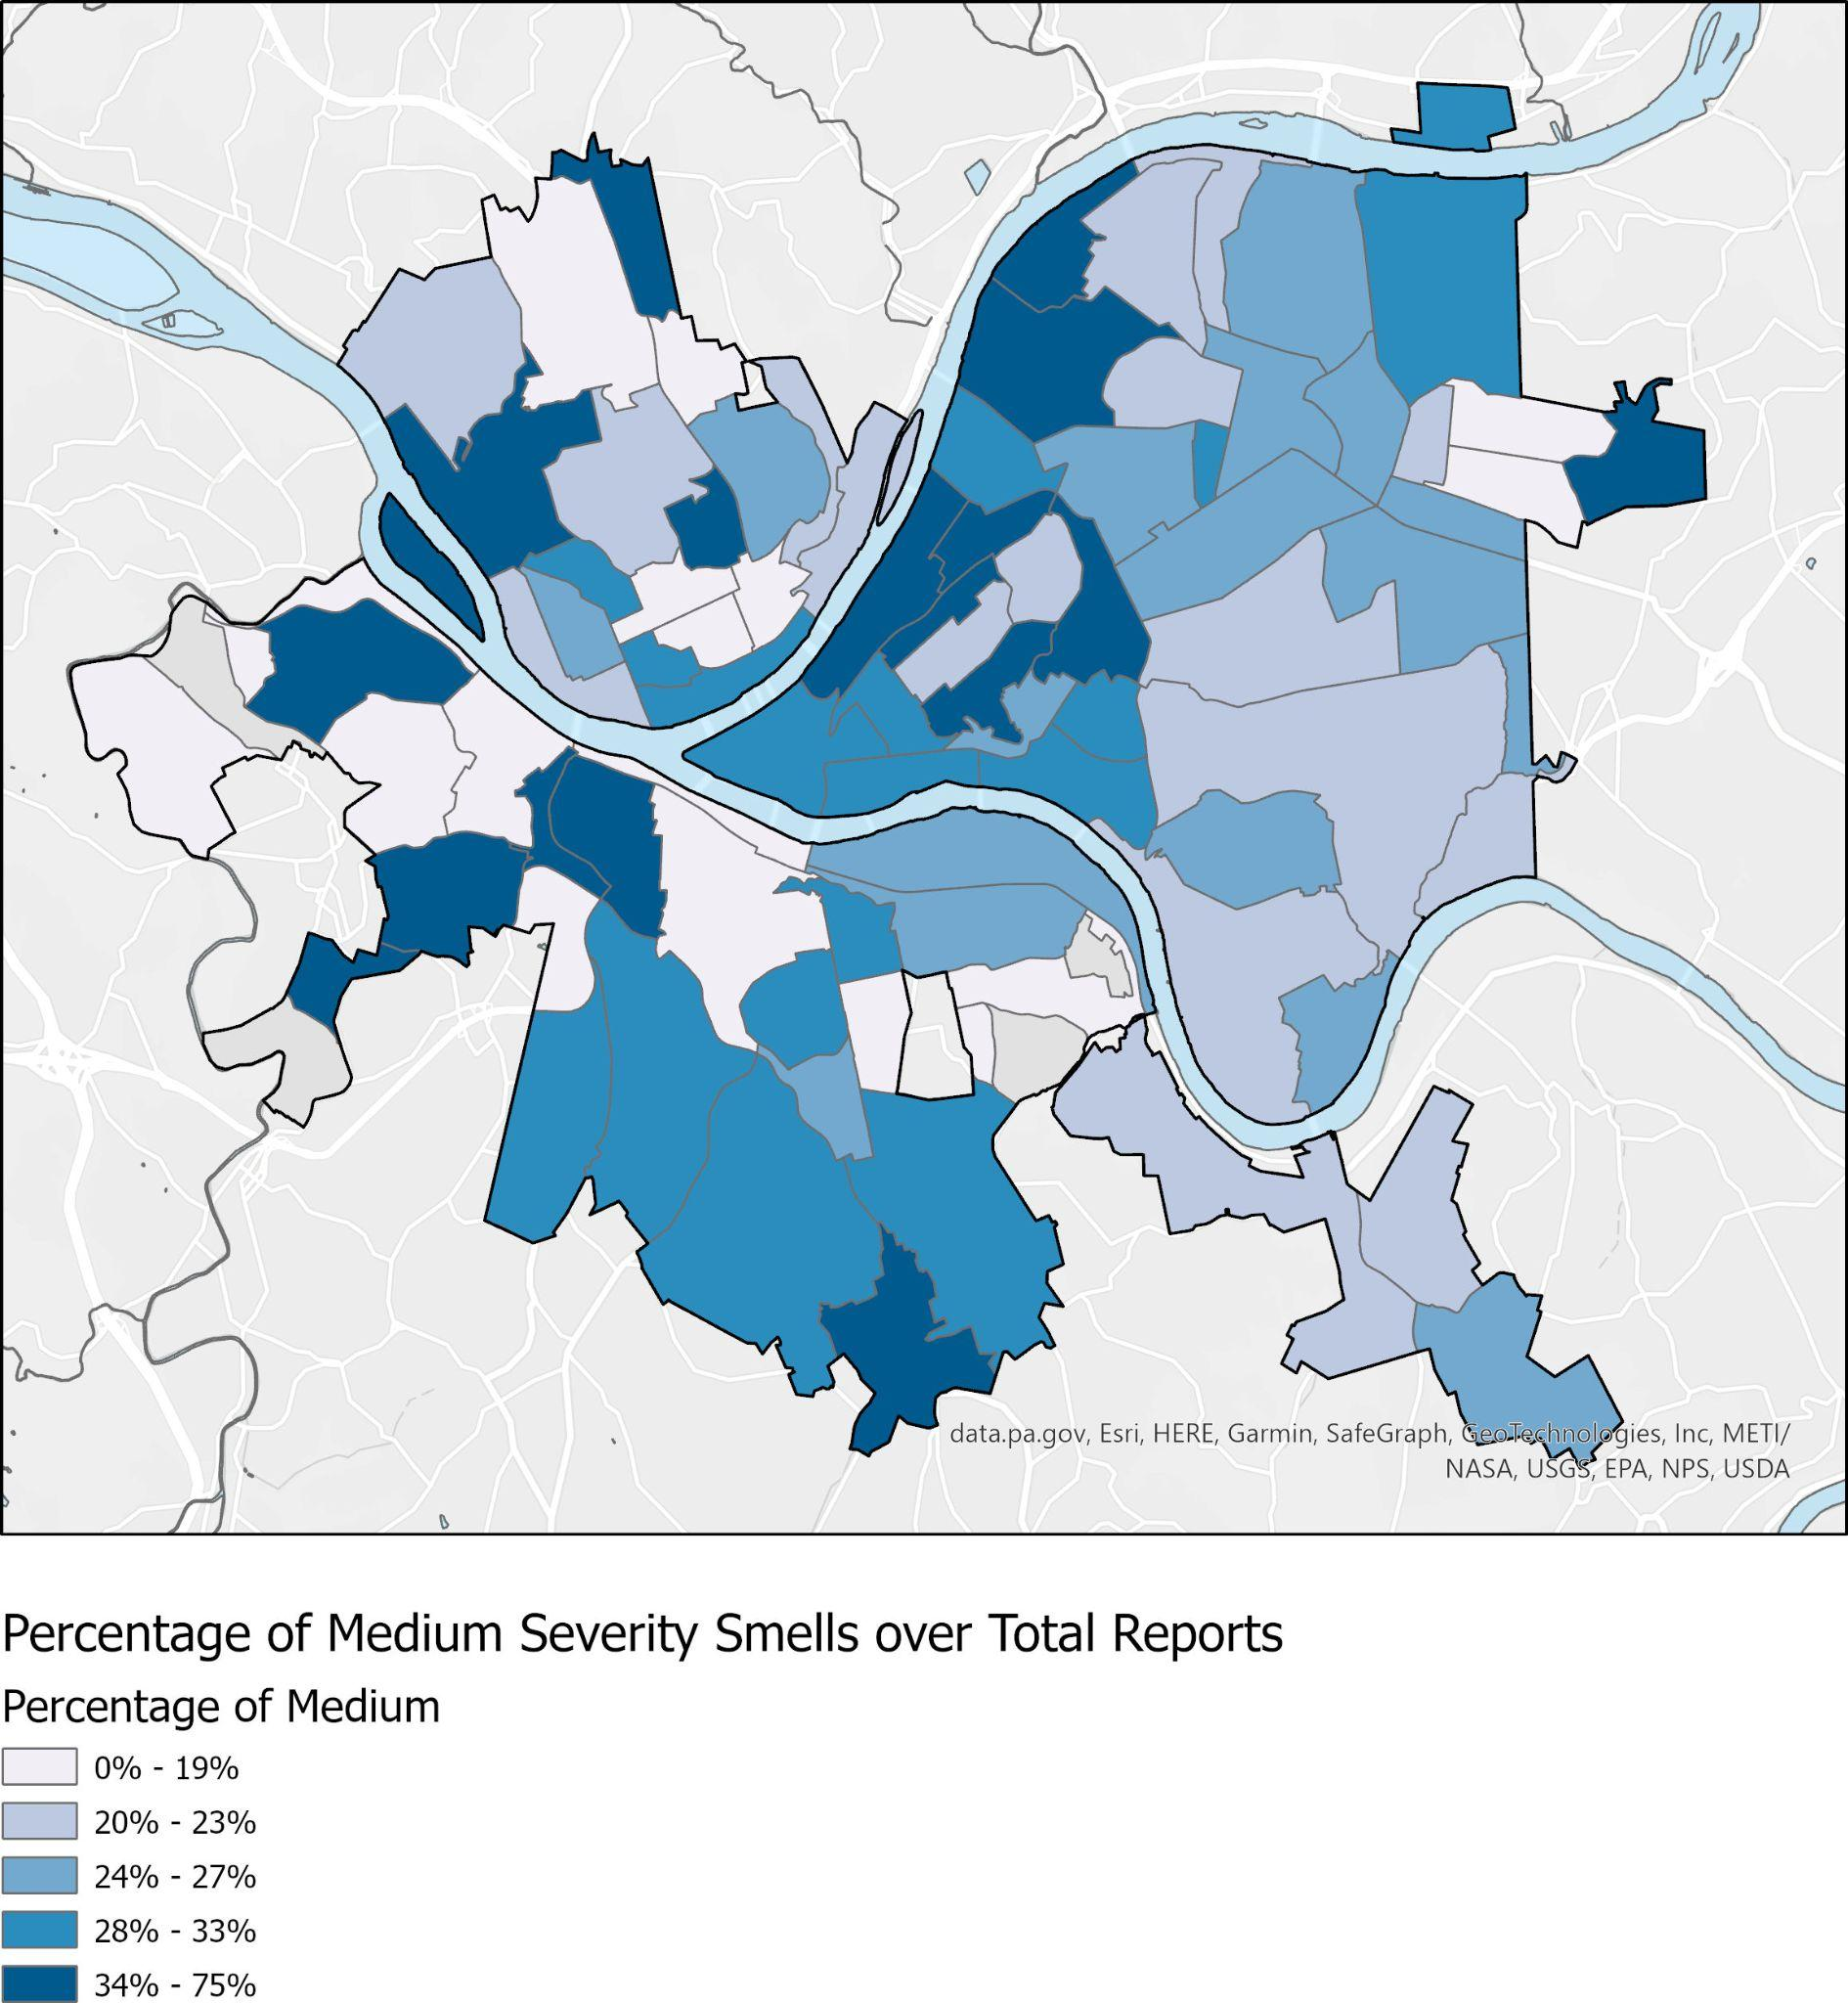 data.pa.gov, Esri, HERE, Garmin, SafeGraph, GeoTechnologies, Inc, METI/
NASA, USGS, EPA, NPS, USDA
Percentage of Medium Severity Smells over Total Reports
Percentage of Medium
0% - 19%
20% - 23%
24% - 27%
28% - 33%
34% - 75%